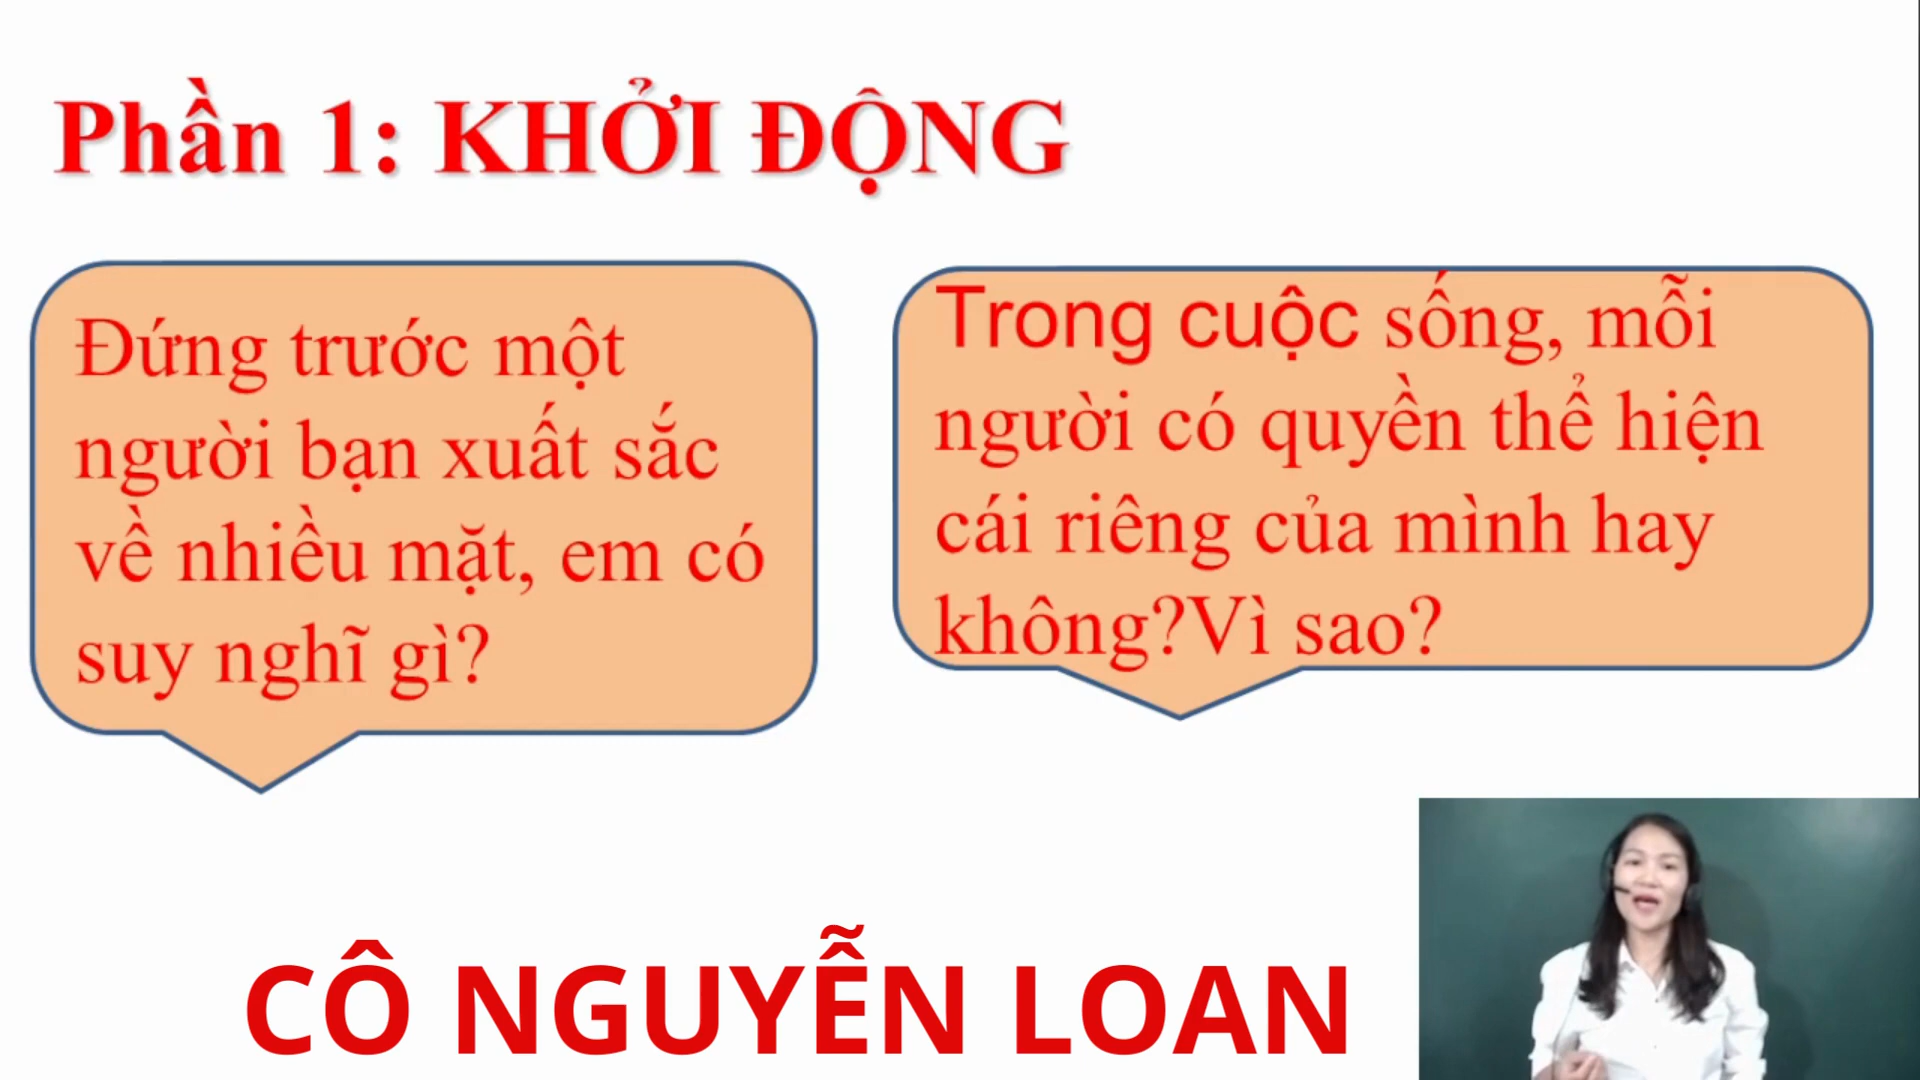 Phần 1: KHỞI ĐỘNG
Đứng trước một
người bạn xuất sắc
về nhiều mặt, em có
suy nghĩ gì?
Trong cuộc sống, mỗi
người có quyền thể hiện
cái riêng của mình hay
không?Vì sao?
CÔ NGUYỄN LOAN